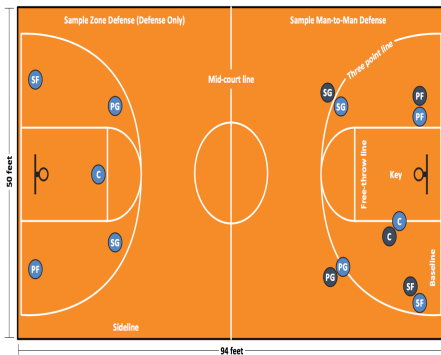 Sample Zone Defense (Defense Only)
Sample Man-to-Man Defense
Mid-court line
Three point line
SF
PG
C
SG
PF
SG
SG
PF
PF
Free-throw line
Key
C
C
PG
PG
SF
SF
Baseline
Sideline
50 feet
94 feet